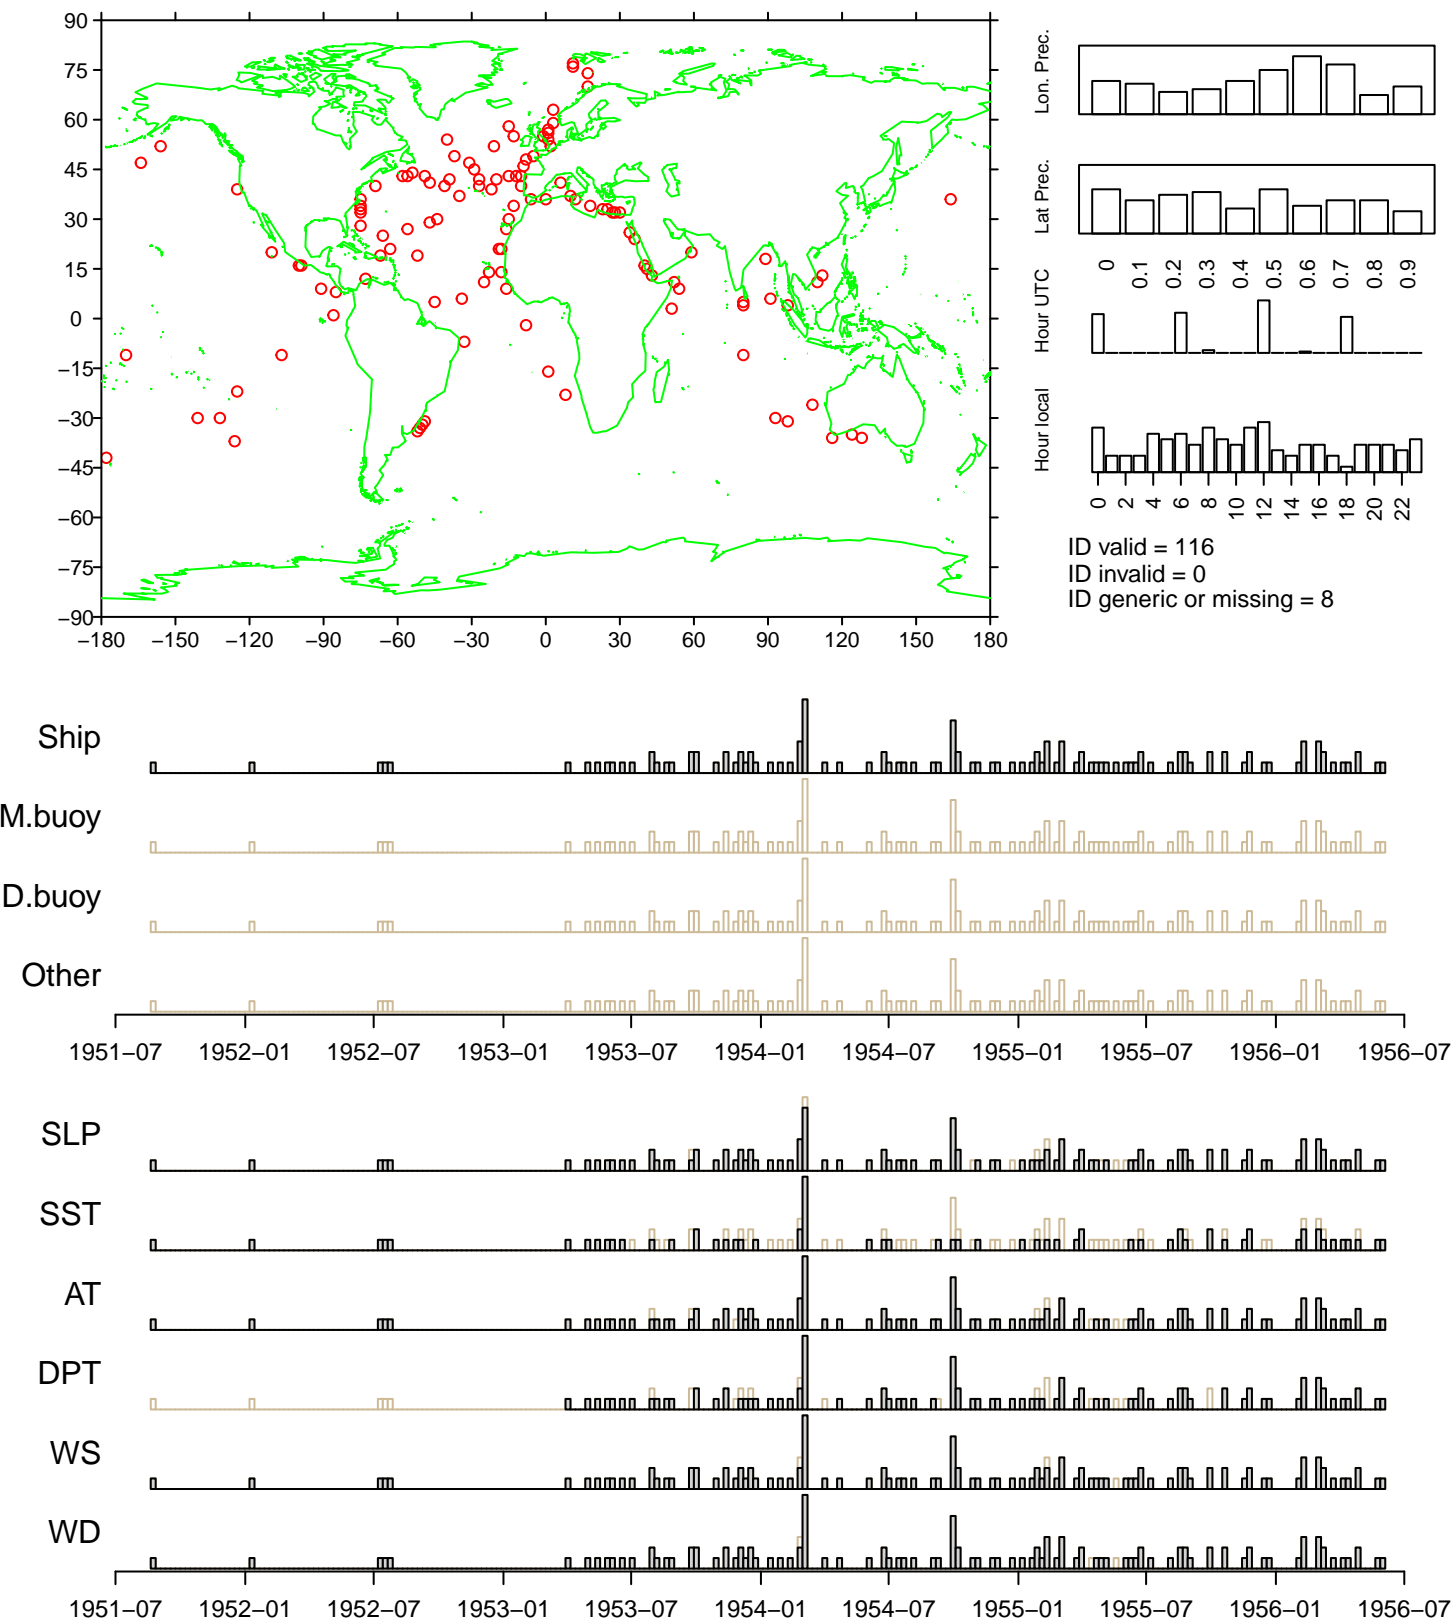 90
75
60
45
30
15
0
−15
−30
−45
−60
−75
−90
−180 −150 −120 −90 −60 −30 0 30 60 90 120 150 180
Lon. Prec.
Lat Prec.
0 0.1 0.2 0.3 0.4 0.5 0.6 0.7 0.8 0.9
Hour UTC
Hour local
0 2 4 6 8 10 12 14 16 18 20 22
ID valid = 116
ID invalid = 0
ID generic or missing = 8
Ship
M.buoy
D.buoy
Other
1951−07 1952−01 1952−07 1953−01 1953−07 1954−01 1954−07 1955−01 1955−07 1956−01 1956−07
SLP
SST
AT
DPT
WS
WD
1951−07 1952−01 1952−07 1953−01 1953−07 1954−01 1954−07 1955−01 1955−07 1956−01 1956−07